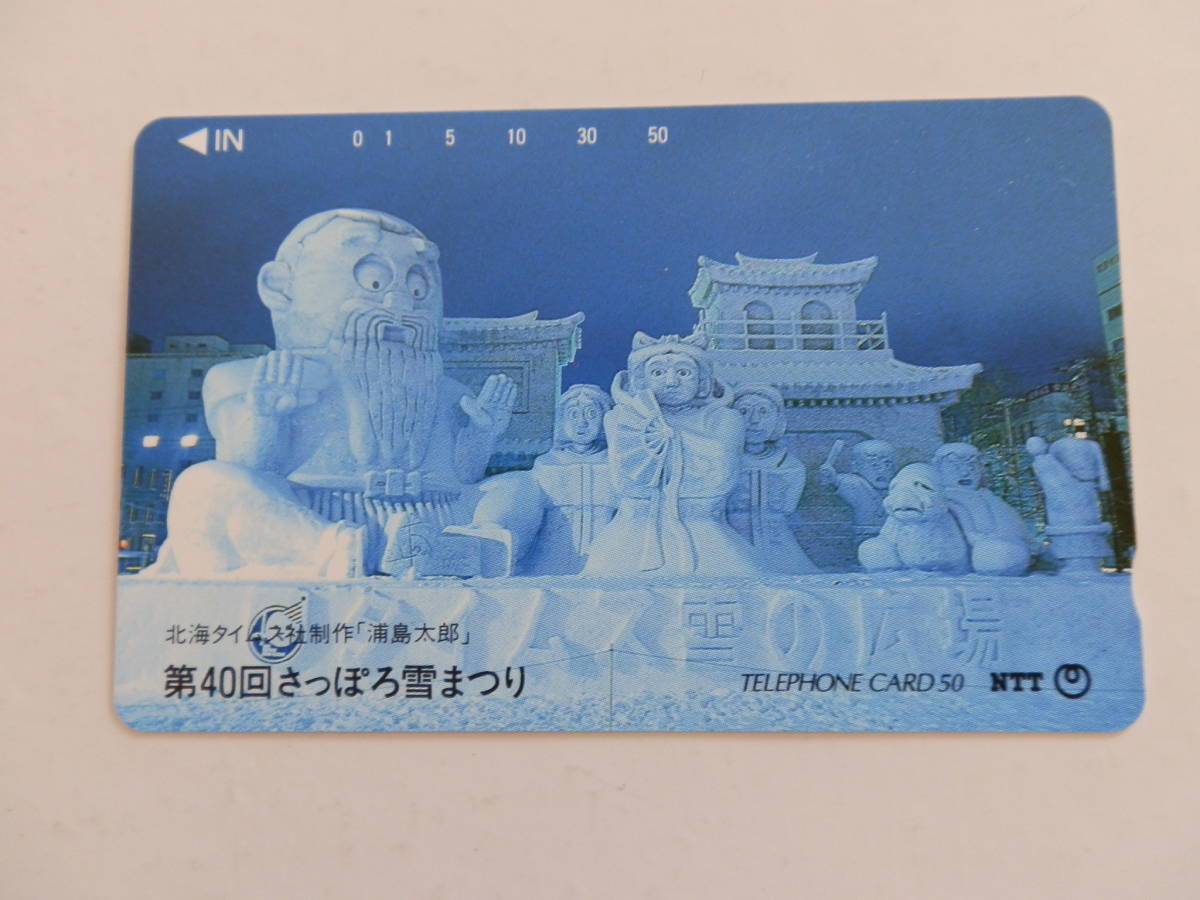 ◀IN 0 1 5 10 30 50
雪の広場
北海タイムス社制作「浦島太郎」
第40回さっぽろ雪まつり
TELEPHONE CARD 50 NTT